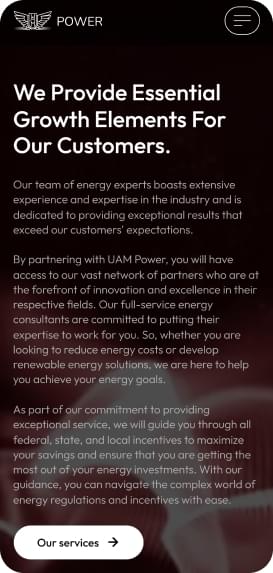 POWER
We Provide Essential
Growth Elements For
Our Customers.
Our team of energy experts boasts extensive
experience and expertise in the industry and is
dedicated to providing exceptional results that
exceed our customers' expectations.
By partnering with UAM Power, you will have
access to our vast network of partners who are at
the forefront of innovation and excellence in their
respective fields. Our full-service energy
consultants are committed to putting their
expertise to work for you. So, whether you are
looking to reduce energy costs or develop
renewable energy solutions, we are here to help
you achieve your energy goals.
As part of our commitment to providing
exceptional service, we will guide you through all
federal, state, and local incentives to maximize
your savings and ensure that you are getting the
most out of your energy investments. With our
guidance, you can navigate the complex world of
energy regulations and incentives with ease.
Our services